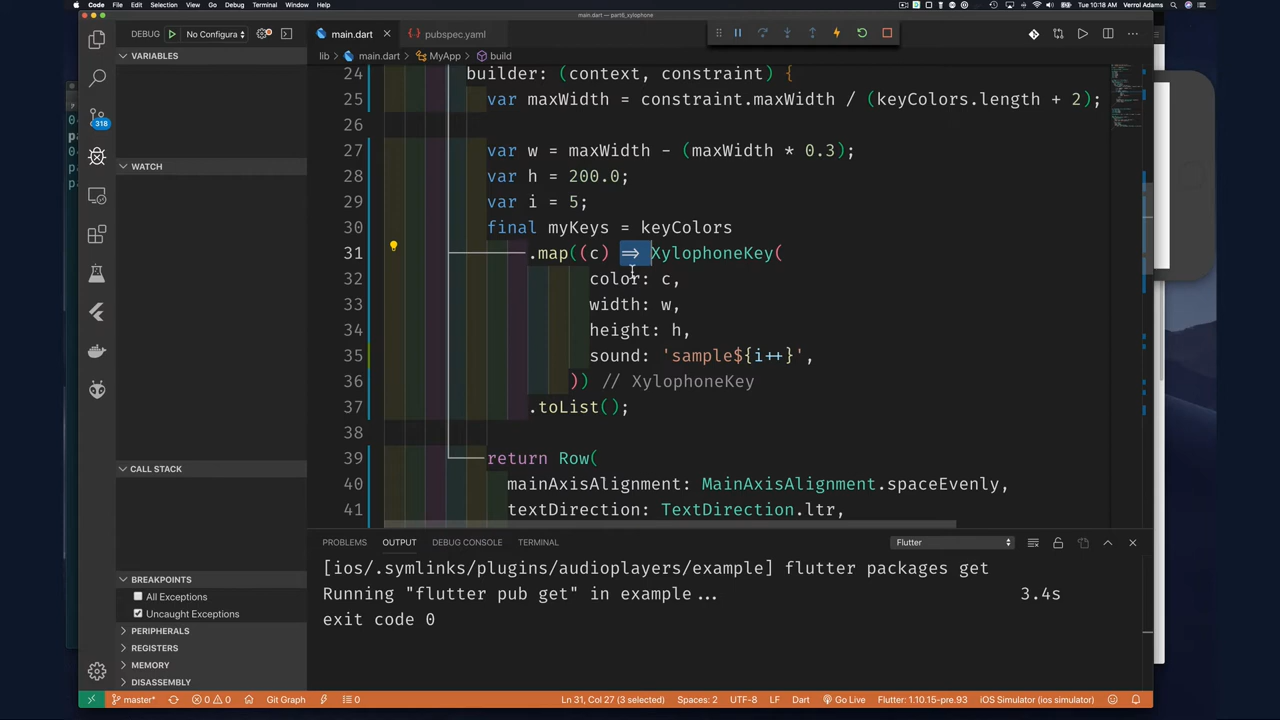 Code File Edit Selection View Go Debug Terminal Window Help
Tue 10:18 AM Verrol Adams
main.dart — part6_xylophone
DEBUG No Configura
main.dart
pubspec.yaml
lib main.dart MyApp build
VARIABLES
WATCH
CALL STACK
BREAKPOINTS
All Exceptions
Uncaught Exceptions
PERIPHERALS
REGISTERS
MEMORY
DISASSEMBLY
318
24 builder: (context, constraint) {
25 var maxWidth = constraint.maxWidth / (keyColors.length + 2);
26
27 var w = maxWidth - (maxWidth * 0.3);
28 var h = 200.0;
29 var i = 5;
30 final myKeys = keyColors
31 .map((c) => XylophoneKey(
32 color: c,
33 width: w,
34 height: h,
35 sound: 'sample${i++}',
36 )) // XylophoneKey
37 .toList();
38
39 return Row(
40 mainAxisAlignment: MainAxisAlignment.spaceEvenly,
41 textDirection: TextDirection.ltr,
PROBLEMS OUTPUT DEBUG CONSOLE TERMINAL
Flutter
[ios/.symlinks/plugins/audioplayers/example] flutter packages get
Running "flutter pub get" in example... 3.4s
exit code 0
master* 0 0 Git Graph Ln 31, Col 27 (3 selected) Spaces: 2 UTF-8 LF Dart Go Live Flutter: 1.10.15-pre.93 iOS Simulator (ios simulator)